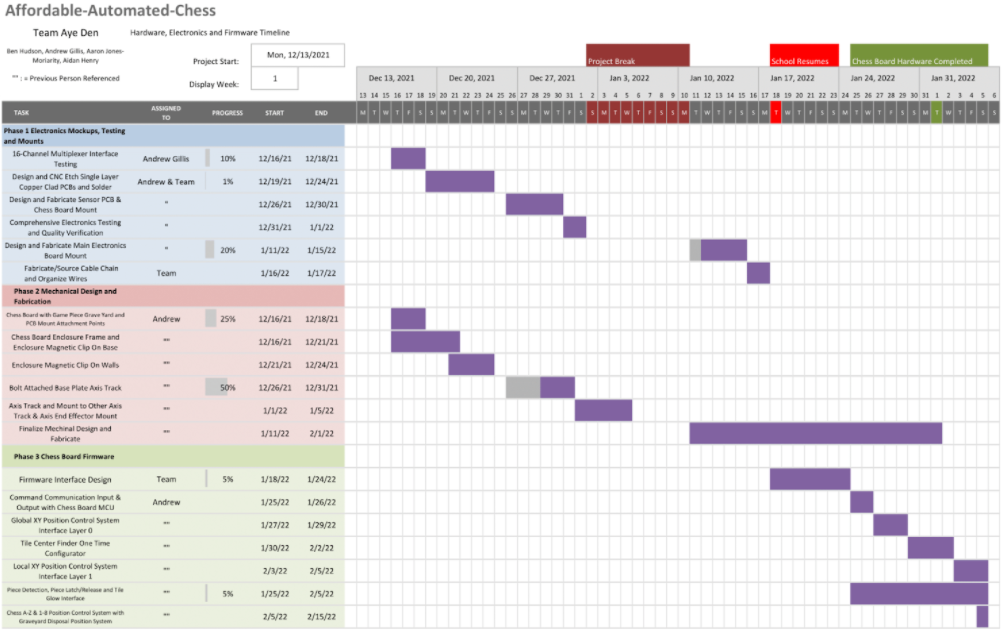 Affordable-Automated-Chess
Team Aye Den
Hardware, Electronics and Firmware Timeline
Ben Hudson, Andrew Gillis, Aaron Jones-
Moriarity, Aidan Henry
"" : = Previous Person Referenced
Project Start: Mon, 12/13/2021
Display Week: 1
Project Break School Resumes Chess Board Hardware Completed
Dec 13, 2021 Dec 20, 2021 Dec 27, 2021 Jan 3, 2022 Jan 10, 2022 Jan 17, 2022 Jan 24, 2022 Jan 31, 2022
13 14 15 16 17 18 19 20 21 22 23 24 25 26 27 28 29 30 31 1 2 3 4 5 6 7 8 9 10 11 12 13 14 15 16 17 18 19 20 21 22 23 24 25 26 27 28 29 30 31 1 2 3 4 5 6
TASK ASSIGNED TO PROGRESS START END M T W T F S S M T W T F S S M T W T F S S M T W T F S S M T W T F S S M T W T F S S M T W T F S S M T W T F S S
Phase 1 Electronics Mockups, Testing
and Mounts
16-Channel Multiplexer Interface
Testing
Andrew Gillis 10% 12/16/21 12/18/21
Design and CNC Etch Single Layer
Copper Clad PCBs and Solder
Andrew & Team 1% 12/19/21 12/24/21
Design and Fabricate Sensor PCB &
Chess Board Mount
" 12/26/21 12/30/21
Comprehensive Electronics Testing
and Quality Verification
" 12/31/21 1/1/22
Design and Fabricate Main Electronics
Board Mount
" 20% 1/11/22 1/15/22
Fabricate/Source Cable Chain
and Organize Wires
Team 1/16/22 1/17/22
Phase 2 Mechanical Design and
Fabrication
Chess Board with Game Piece Grave Yard and
PCB Mount Attachment Points
Andrew 25% 12/16/21 12/18/21
Chess Board Enclosure Frame and
Enclosure Magnetic Clip On Base
"" 12/16/21 12/21/21
Enclosure Magnetic Clip On Walls "" 12/21/21 12/24/21
Bolt Attached Base Plate Axis Track "" 50% 12/26/21 12/31/21
Axis Track and Mount to Other Axis
Track & Axis End Effector Mount
"" 1/1/22 1/5/22
Finalize Mechinal Design and
Fabricate
"" 1/11/22 2/1/22
Phase 3 Chess Board Firmware
Firmware Interface Design Team 5% 1/18/22 1/24/22
Command Communication Input &
Output with Chess Board MCU
Andrew 1/25/22 1/26/22
Global XY Position Control System
Interface Layer 0
"" 1/27/22 1/29/22
Tile Center Finder One Time
Configurator
"" 1/30/22 2/2/22
Local XY Position Control System
Interface Layer 1
"" 2/3/22 2/5/22
Piece Detection, Piece Latch/Release and Tile
Glow Interface
"" 5% 1/25/22 2/5/22
Chess A-Z & 1-8 Position Control System with
Graveyard Disposal Position System
"" 2/5/22 2/15/22